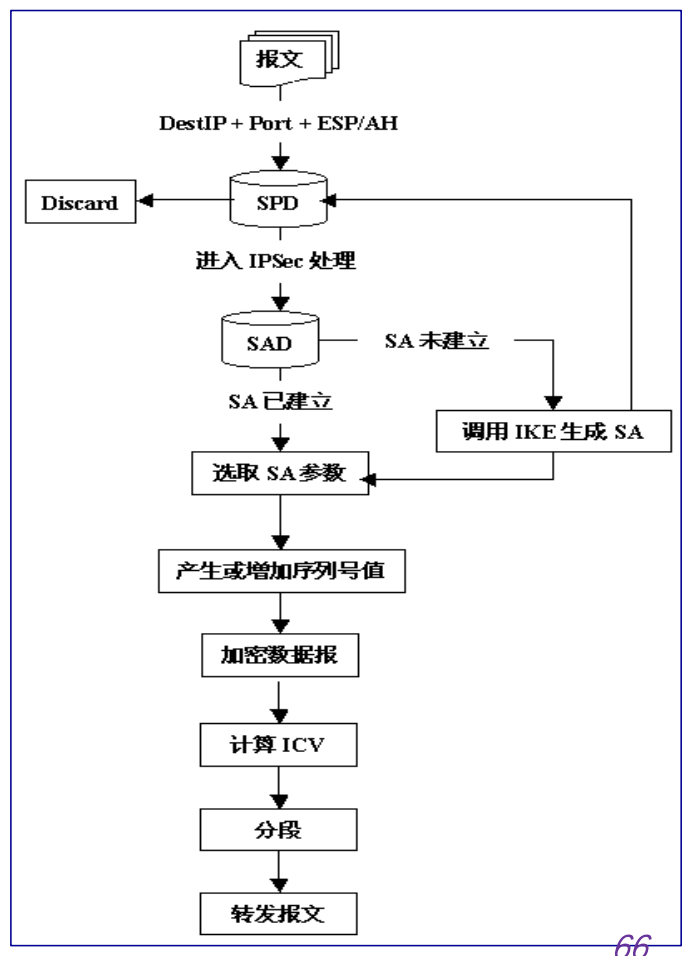 报文
DestIP + Port + ESP/AH
Discard
SPD
进入 IPSec 处理
SAD
SA 未建立
SA 已建立
调用 IKE 生成 SA
选取 SA 参数
产生或增加序列号值
加密数据报
计算 ICV
分段
转发报文
66